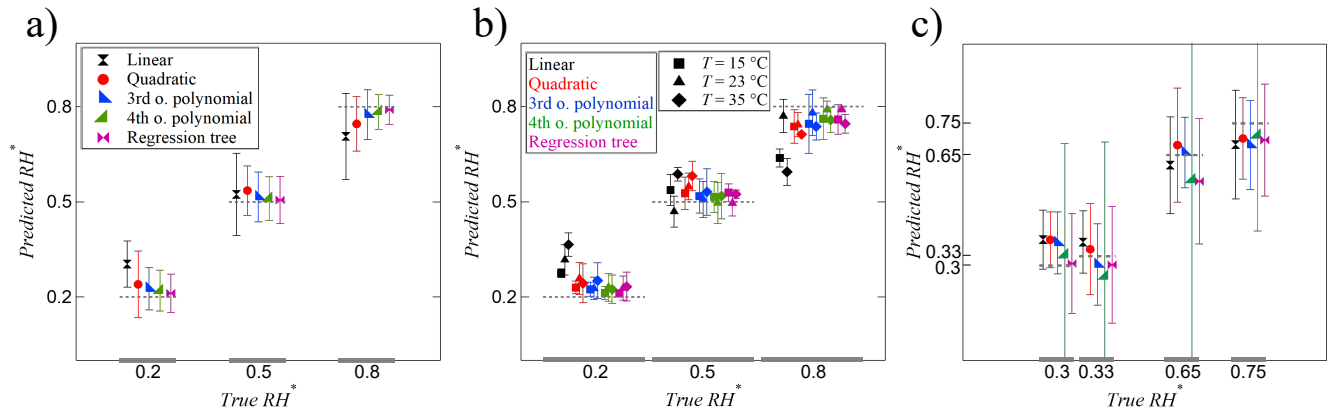 a)
Linear
Quadratic
3rd o. polynomial
4th o. polynomial
Regression tree
0.8
0.5
0.2
Predicted RH*
0.2 0.5 0.8
True RH*
b)
Linear
Quadratic
3rd o. polynomial
4th o. polynomial
Regression tree
T = 15 °C
T = 23 °C
T = 35 °C
0.8
0.5
0.2
Predicted RH*
0.2 0.5 0.8
True RH*
c)
0.75
0.65
0.33
0.3
Predicted RH*
0.3 0.33 0.65 0.75
True RH*